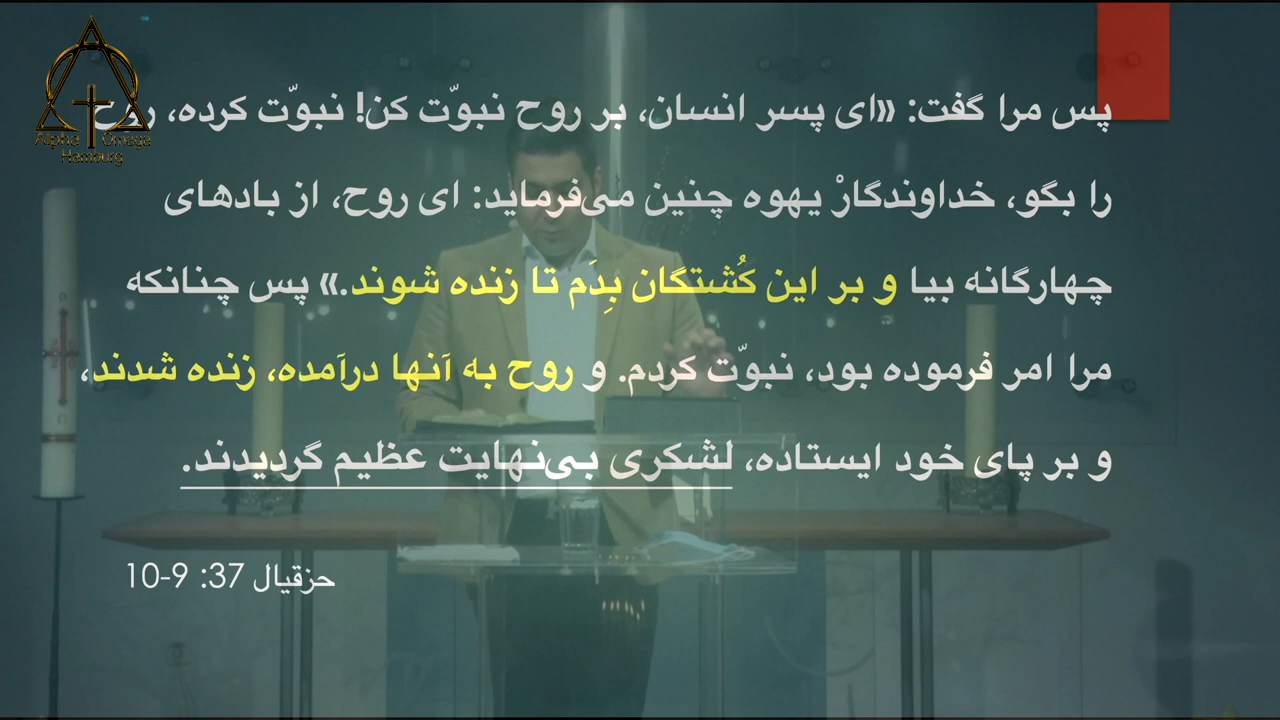 Alpha Omega
Hamburg
پس مرا گفت: «ای پسر انسان، بر روح نبوّت کن! نبوّت کرده، روح
را بگو، خداوندگارْ یهوه چنین می‌فرماید: ای روح، از بادهای
چهارگانه بیا و بر این کُشتگان بِدَم تا زنده شوند.» پس چنانکه
مرا امر فرموده بود، نبوّت کردم. و روح به آنها درآمده، زنده شدند،
و بر پای خود ایستاده، لشکری بی‌نهایت عظیم گردیدند.
حزقیال 37: 9-10